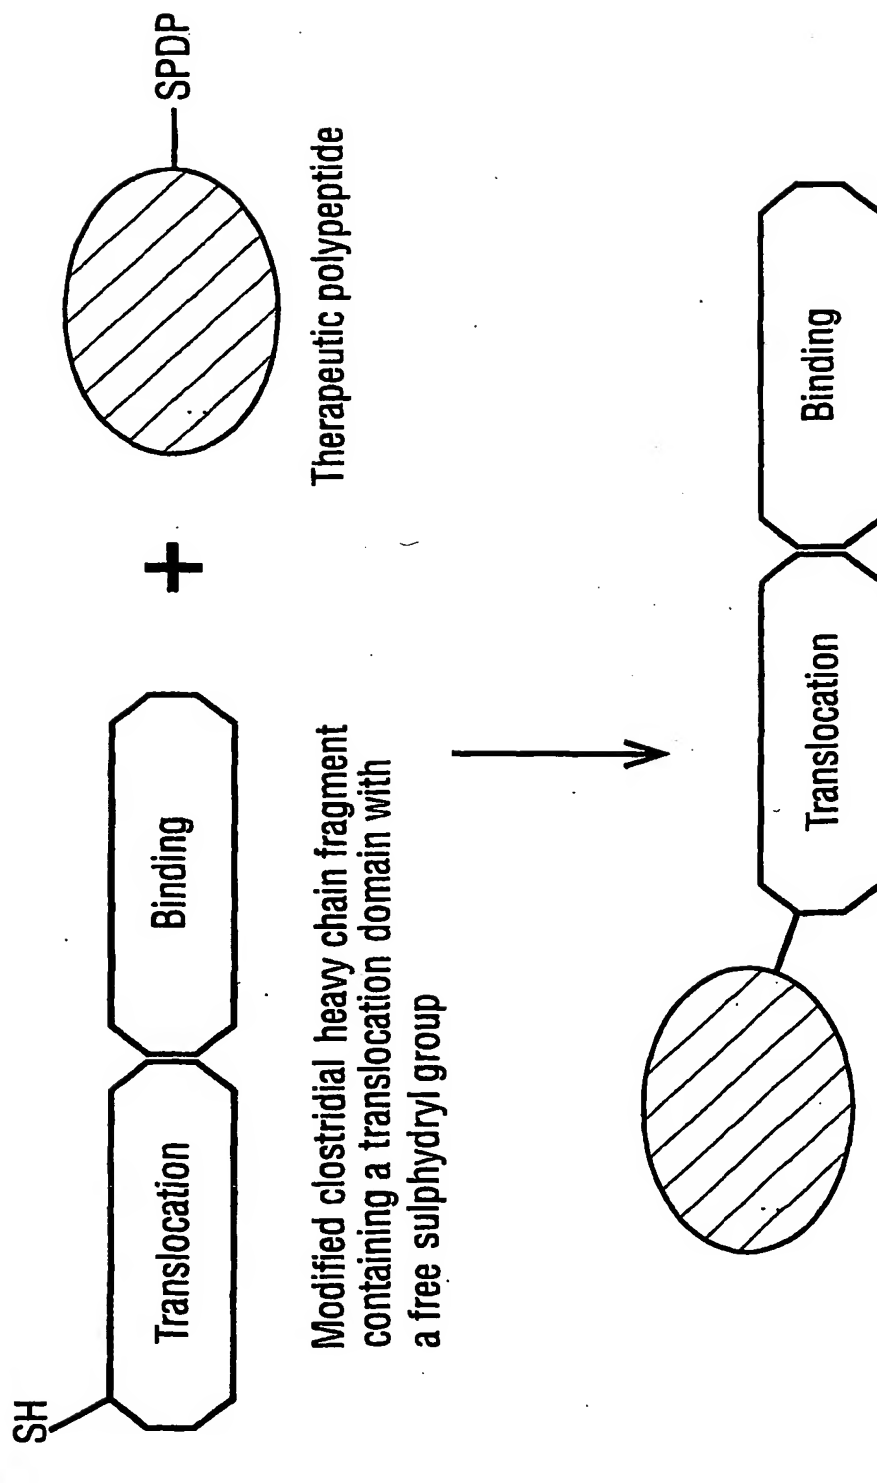 SH
Translocation
Binding
+
SPDP
Modified clostridial heavy chain fragment
containing a translocation domain with
a free sulphydryl group
Therapeutic polypeptide
Translocation
Binding